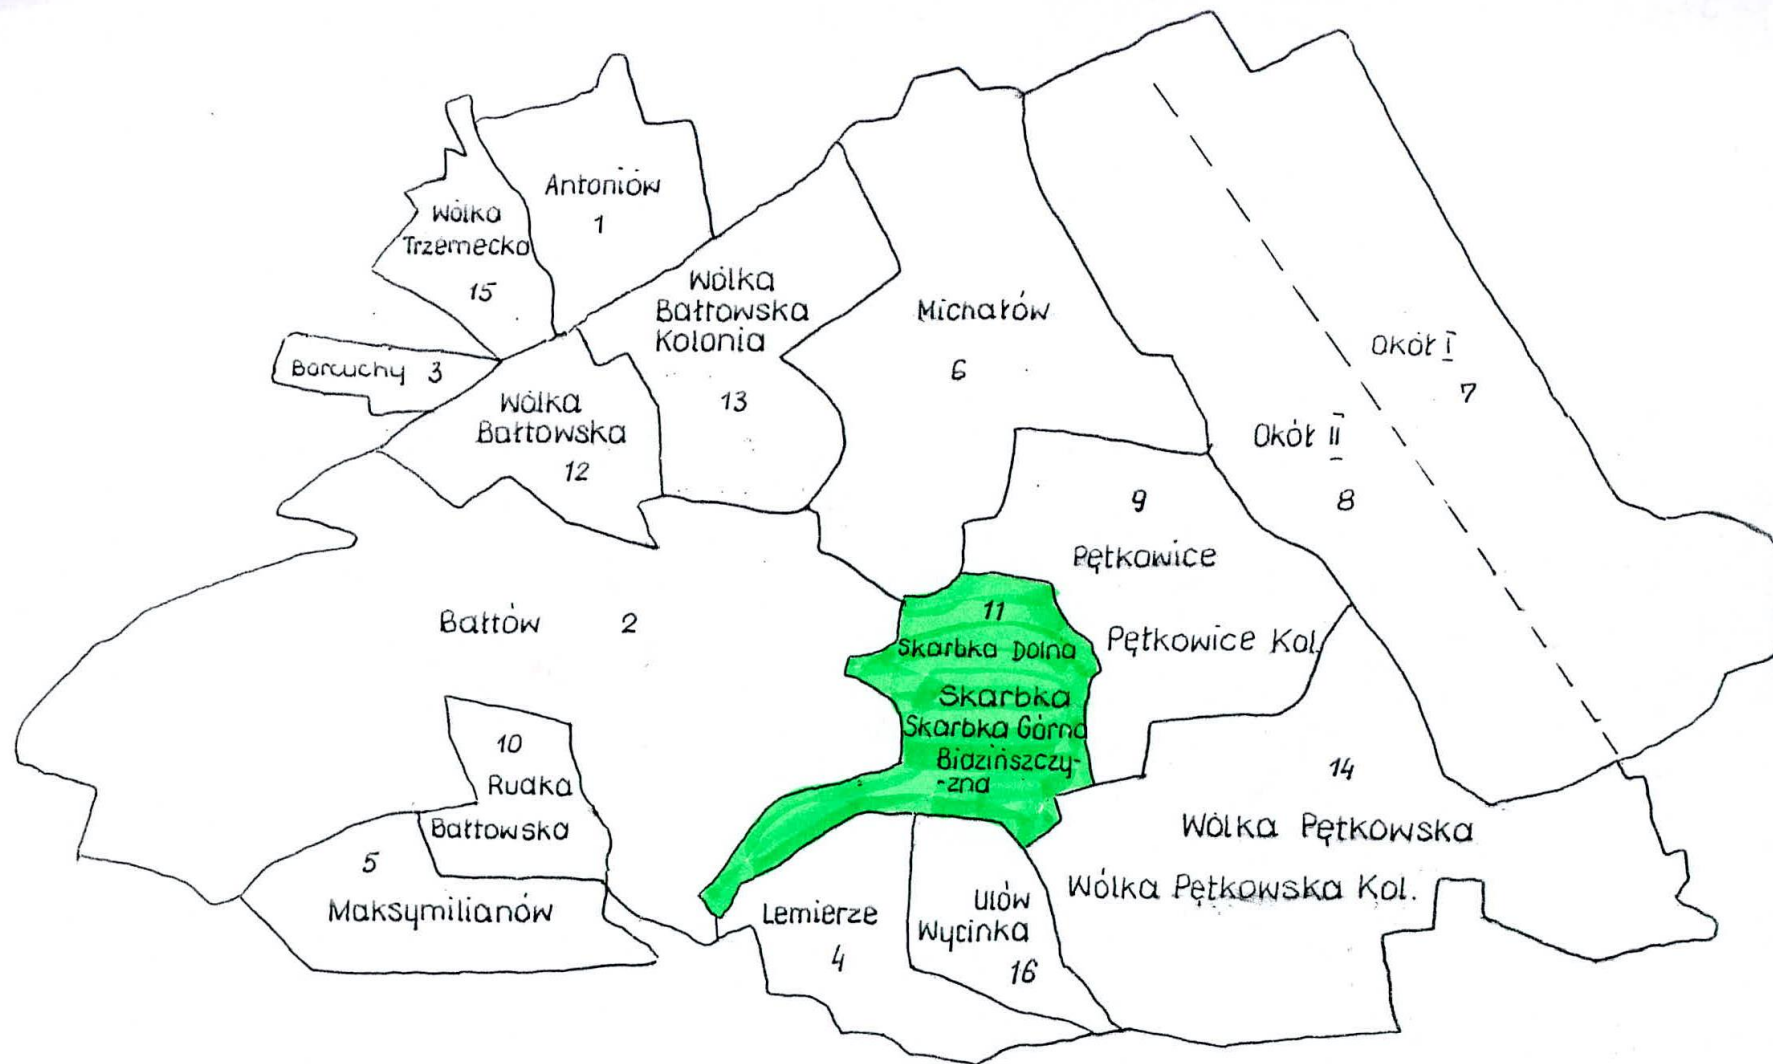 Antoniów
1
Wólka
Trzemecka
15
Wólka
Bałtowska
Kolonia
13
Michałów
6
Okół I
7
Borcuchy 3
Wólka
Bałtowska
12
Okół II
8
9
Pętkowice
Pętkowice Kol.
Bałtów 2
11
Skarbka Dolna
Skarbka
Skarbka Górna
Bidzińszczy-
-zna
10
Rudka
Bałtowska
5
Maksymilianów
14
Wólka Pętkowska
Wólka Pętkowska Kol.
Lemierze
4
Ulów
Wycinka
16